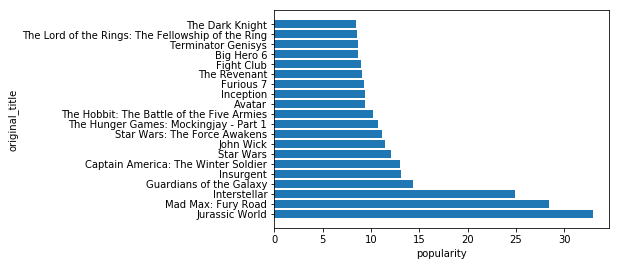 The Dark Knight
The Lord of the Rings: The Fellowship of the Ring
Terminator Genisys
Big Hero 6
Fight Club
The Revenant
Furious 7
Inception
Avatar
The Hobbit: The Battle of the Five Armies
The Hunger Games: Mockingjay - Part 1
Star Wars: The Force Awakens
John Wick
Star Wars
Captain America: The Winter Soldier
Insurgent
Guardians of the Galaxy
Interstellar
Mad Max: Fury Road
Jurassic World
original_title
0 5 10 15 20 25 30
popularity